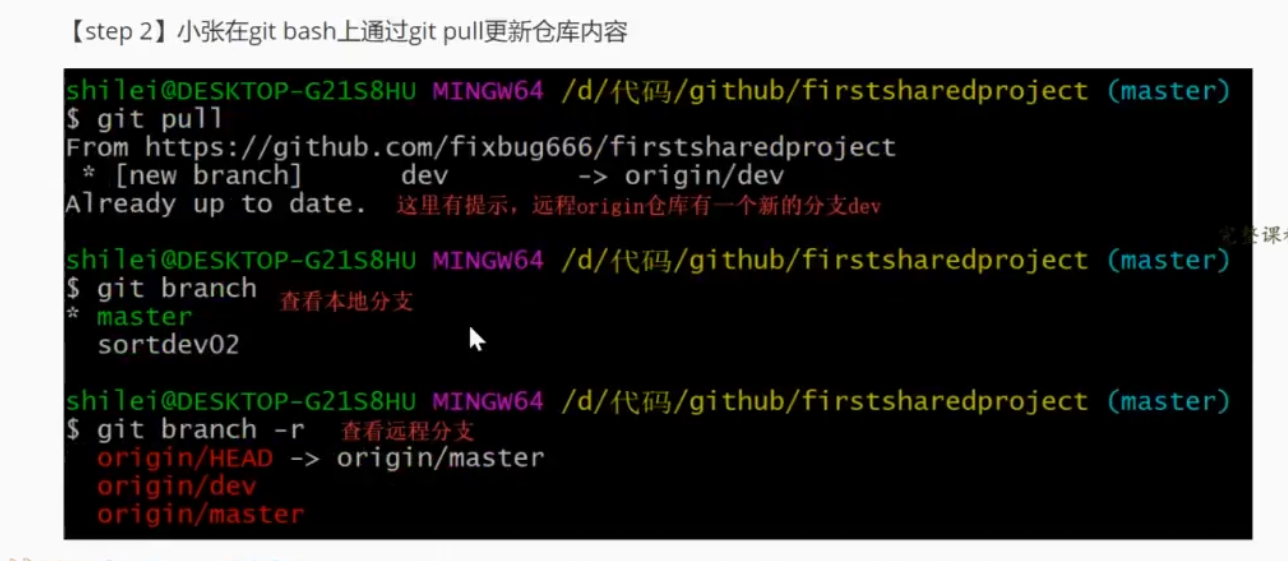 【step 2】小张在git bash上通过git pull更新仓库内容
shilei@DESKTOP-G21S8HU MINGW64 /d/代码/github/firstsharedproject (master)
$ git pull
From https://github.com/fixbug666/firstsharedproject
 * [new branch]      dev        -> origin/dev
Already up to date. 这里有提示，远程origin仓库有一个新的分支dev
完整课
shilei@DESKTOP-G21S8HU MINGW64 /d/代码/github/firstsharedproject (master)
$ git branch 查看本地分支
* master
  sortdev02
shilei@DESKTOP-G21S8HU MINGW64 /d/代码/github/firstsharedproject (master)
$ git branch -r 查看远程分支
  origin/HEAD -> origin/master
  origin/dev
  origin/master